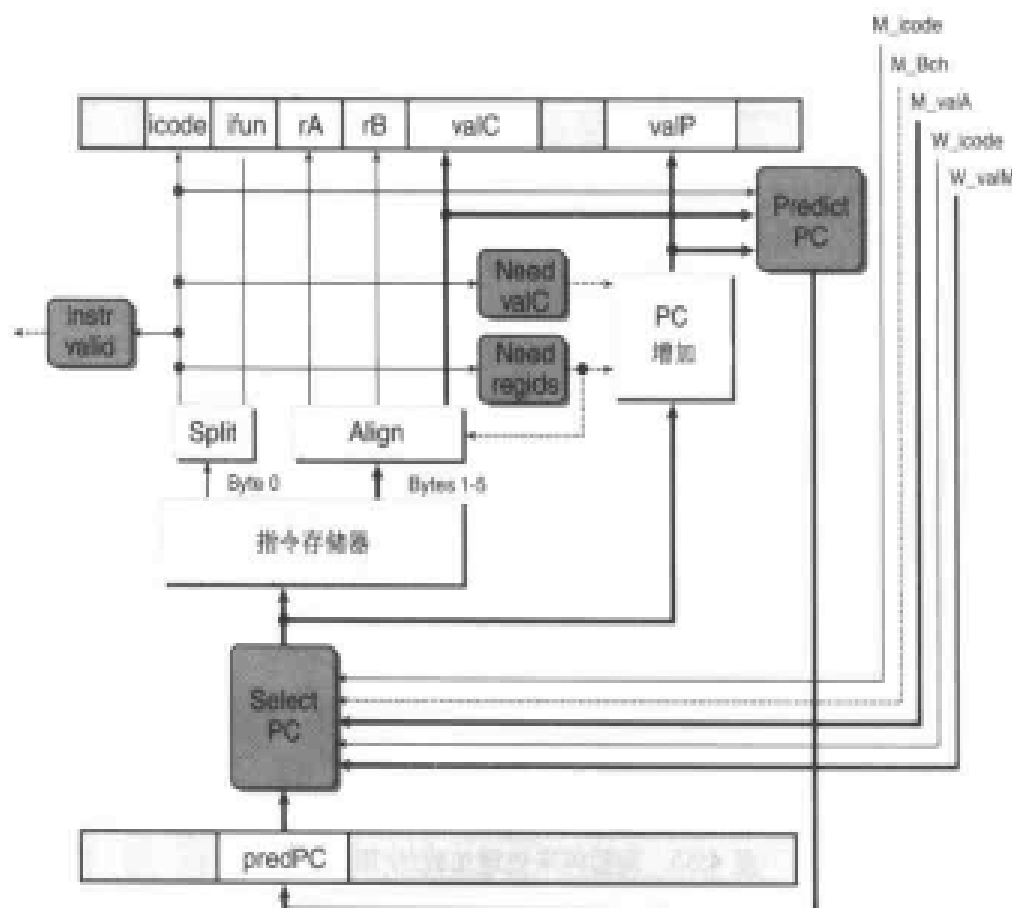 M_icode
M_Bch
M_valA
W_icode
W_valM
icode
ifun
rA
rB
valC
valP
Predict
PC
Need
valC
PC
增加
Instr
valid
Need
regids
Split
Align
Byte 0
Bytes 1-5
指令存储器
Select
PC
predPC